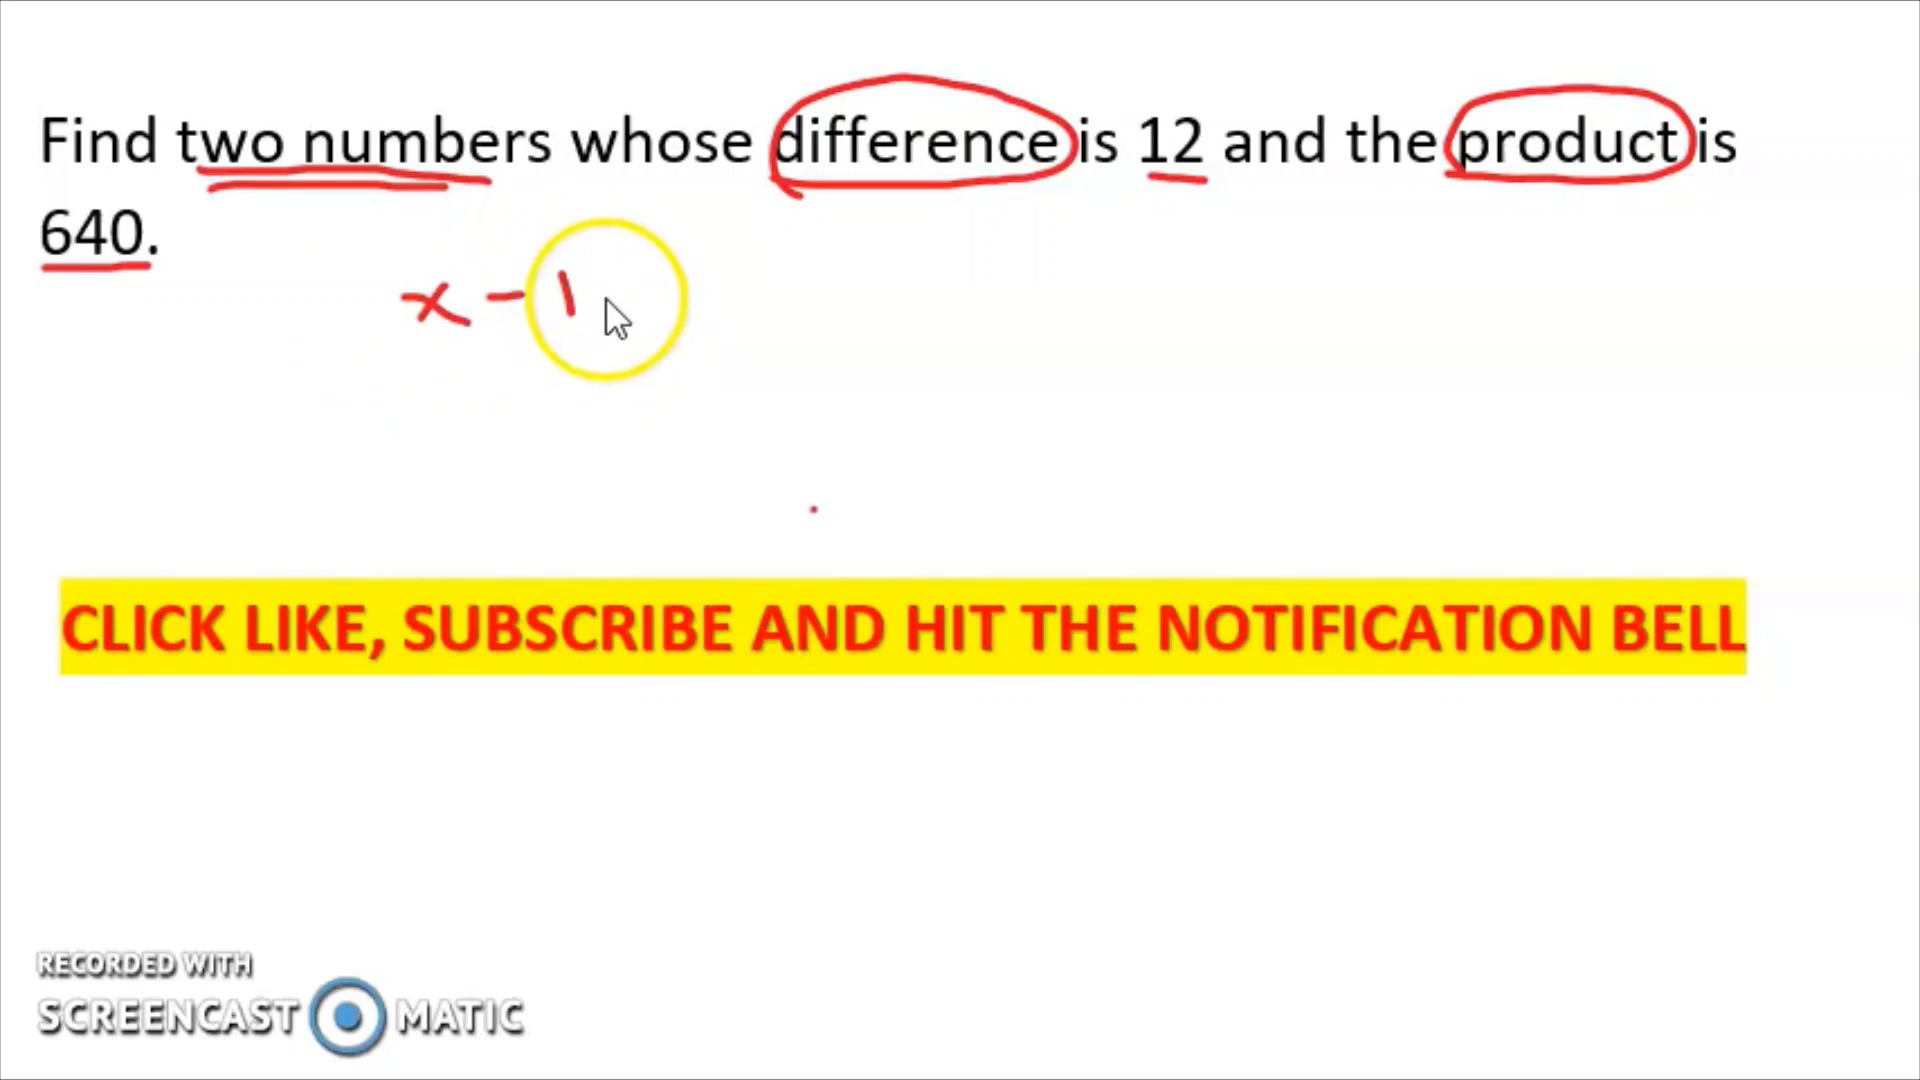 Find two numbers whose difference is 12 and the product is
640.
x - 1
CLICK LIKE, SUBSCRIBE AND HIT THE NOTIFICATION BELL
RECORDED WITH
SCREENCAST MATIC